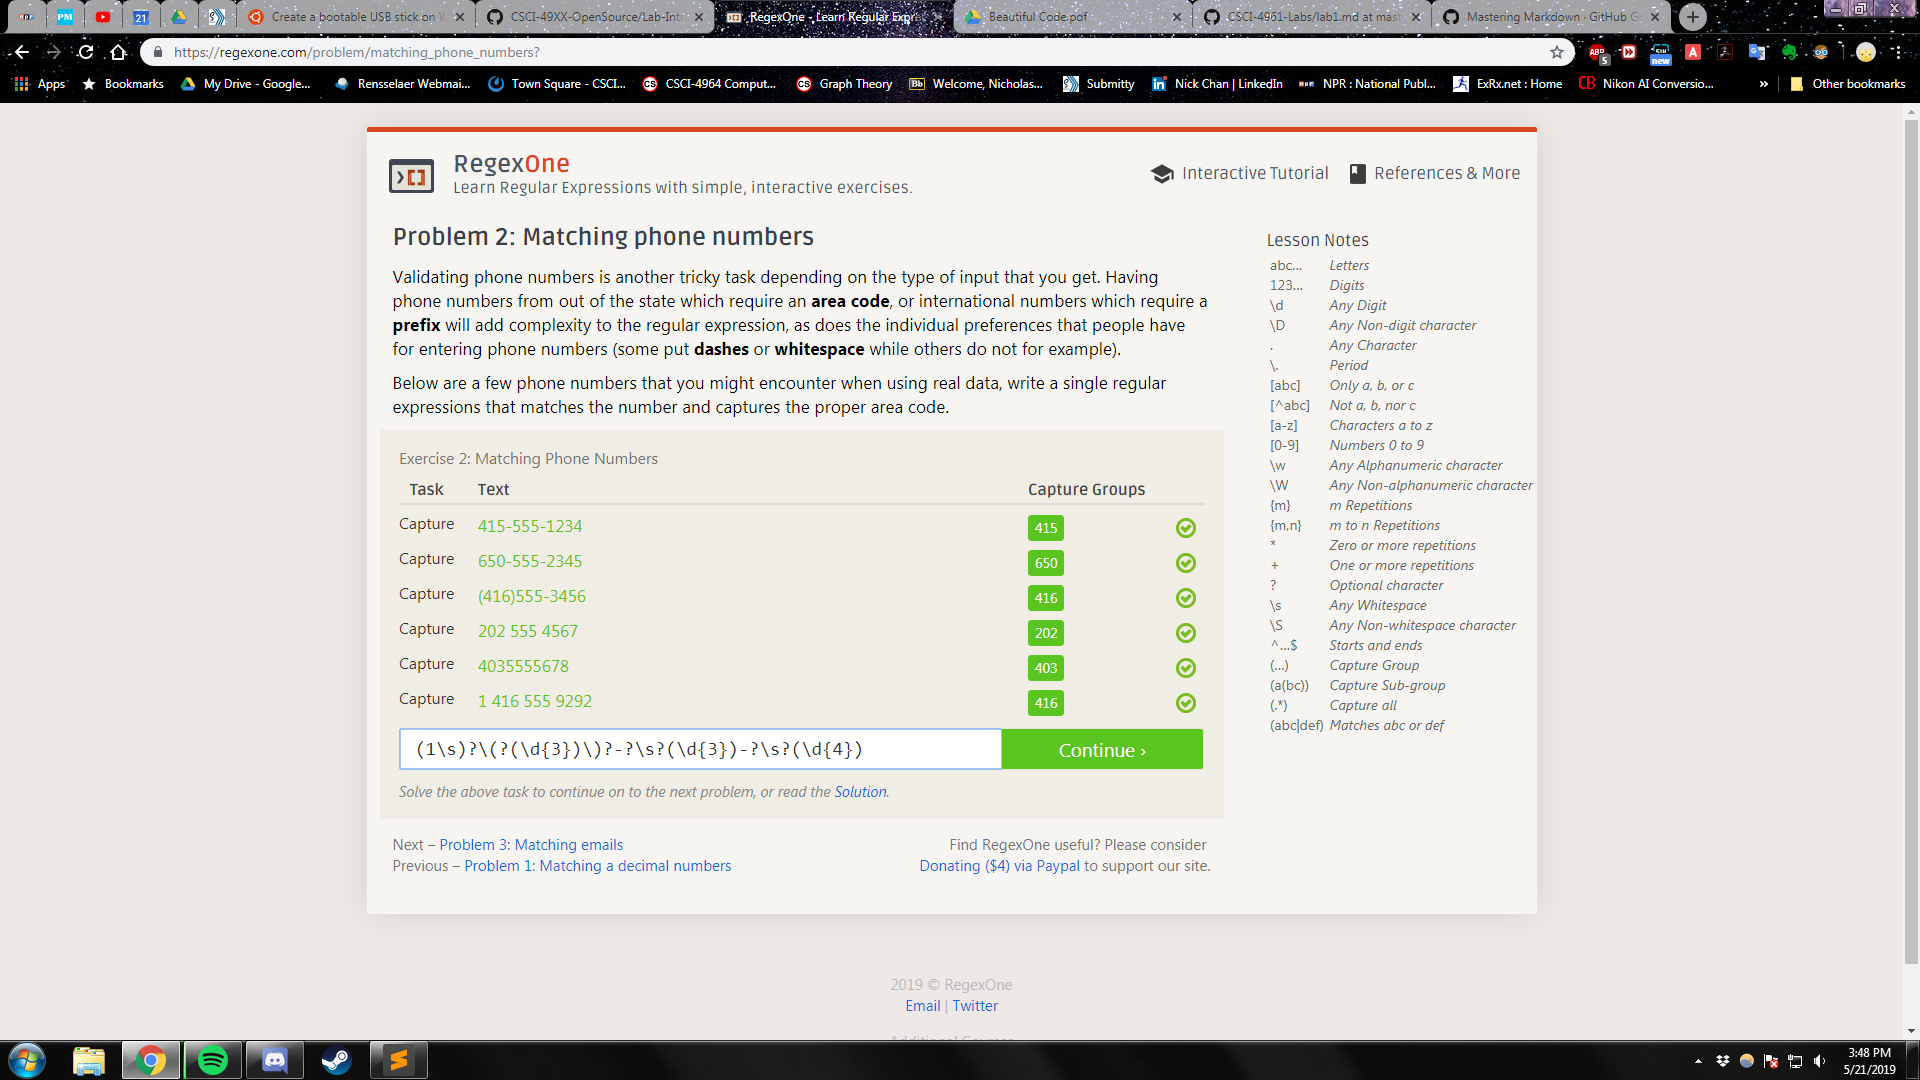 Create a bootable USB stick on W
CSCI-49XX-OpenSource/Lab-Int
RegexOne - Learn Regular Expres
Beautiful Code.pdf
CSCI-4961-Labs/lab1.md at mast
Mastering Markdown · GitHub G
https://regexone.com/problem/matching_phone_numbers?
Apps
Bookmarks
My Drive - Google...
Rensselaer Webmai...
Town Square - CSCI...
CSCI-4964 Comput...
Graph Theory
Welcome, Nicholas...
Submitty
Nick Chan | LinkedIn
NPR : National Publ...
ExRx.net : Home
Nikon AI Conversio...
»
Other bookmarks
RegexOne
Learn Regular Expressions with simple, interactive exercises.
Interactive Tutorial
References & More
Problem 2: Matching phone numbers
Validating phone numbers is another tricky task depending on the type of input that you get. Having
phone numbers from out of the state which require an area code, or international numbers which require a
prefix will add complexity to the regular expression, as does the individual preferences that people have
for entering phone numbers (some put dashes or whitespace while others do not for example).
Below are a few phone numbers that you might encounter when using real data, write a single regular
expressions that matches the number and captures the proper area code.
Exercise 2: Matching Phone Numbers
Task Text Capture Groups
Capture 415-555-1234 415
Capture 650-555-2345 650
Capture (416)555-3456 416
Capture 202 555 4567 202
Capture 4035555678 403
Capture 1 416 555 9292 416
(1\s)?\(?(\d{3})\)?-?\s?(\d{3})-?\s?(\d{4})
Continue ›
Solve the above task to continue on to the next problem, or read the Solution.
Next – Problem 3: Matching emails
Previous – Problem 1: Matching a decimal numbers
Find RegexOne useful? Please consider
Donating ($4) via Paypal to support our site.
Lesson Notes
abc... Letters
123... Digits
\d Any Digit
\D Any Non-digit character
. Any Character
\. Period
[abc] Only a, b, or c
[^abc] Not a, b, nor c
[a-z] Characters a to z
[0-9] Numbers 0 to 9
\w Any Alphanumeric character
\W Any Non-alphanumeric character
{m} m Repetitions
{m,n} m to n Repetitions
* Zero or more repetitions
+ One or more repetitions
? Optional character
\s Any Whitespace
\S Any Non-whitespace character
^...$ Starts and ends
(...) Capture Group
(a(bc)) Capture Sub-group
(.*) Capture all
(abc|def) Matches abc or def
2019 © RegexOne
Email | Twitter
3:48 PM
5/21/2019